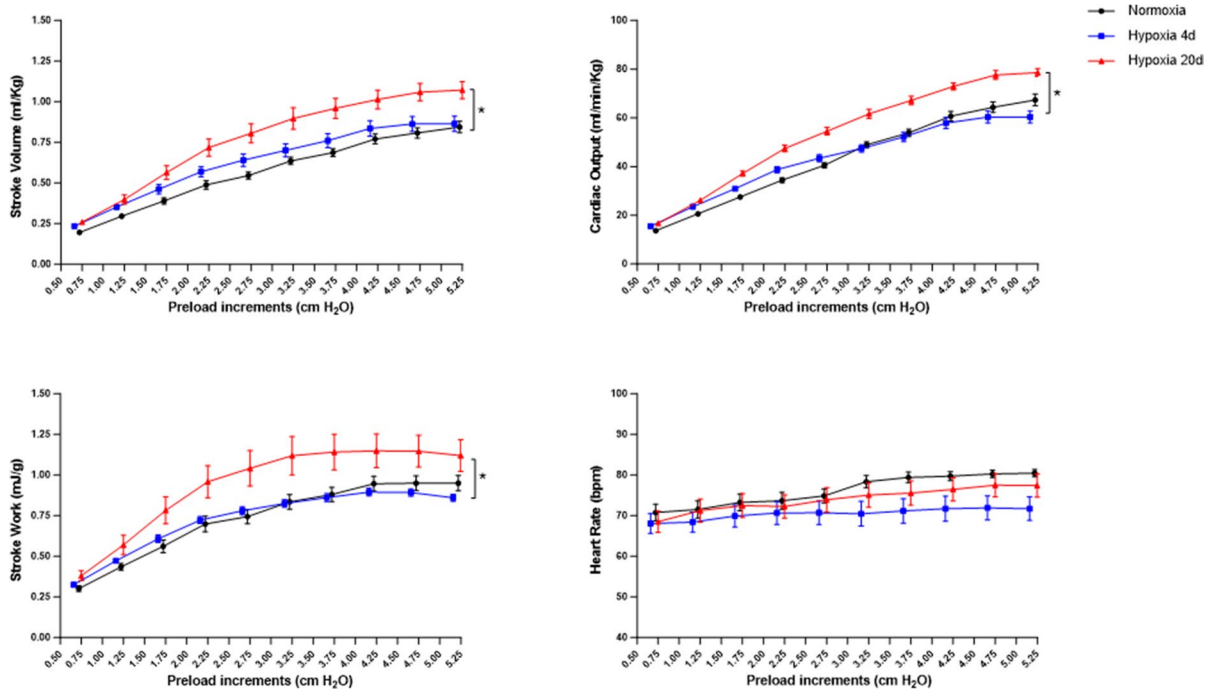 Normoxia
Hypoxia 4d
Hypoxia 20d
Stroke Volume (ml/Kg)
1.50
1.25
1.00
0.75
0.50
0.25
0.00
*
0.50 0.75 1.00 1.25 1.75 2.00 2.25 2.50 2.75 3.00 3.25 3.50 3.75 4.00 4.25 4.50 4.75 5.00 5.25
Preload increments (cm H₂O)
Cardiac Output (ml/min/Kg)
100
80
60
40
20
0
*
0.50 0.75 1.00 1.25 1.50 1.75 2.00 2.25 2.50 2.75 3.00 3.25 3.50 3.75 4.00 4.25 4.50 4.75 5.00 5.25
Preload increments (cm H₂O)
Stroke Work (mJ/g)
1.50
1.25
1.00
0.75
0.50
0.25
0.00
*
0.50 0.75 1.00 1.25 1.50 1.75 2.00 2.25 2.50 2.75 3.00 3.25 3.50 3.75 4.00 4.25 4.50 4.75 5.00 5.25
Preload increments (cm H₂O)
Heart Rate (bpm)
100
90
80
70
60
50
40
0.50 0.75 1.00 1.25 1.50 1.75 2.00 2.25 2.50 2.75 3.00 3.25 3.50 3.75 4.00 4.25 4.50 4.75 5.00 5.25
Preload increments (cm H₂O)